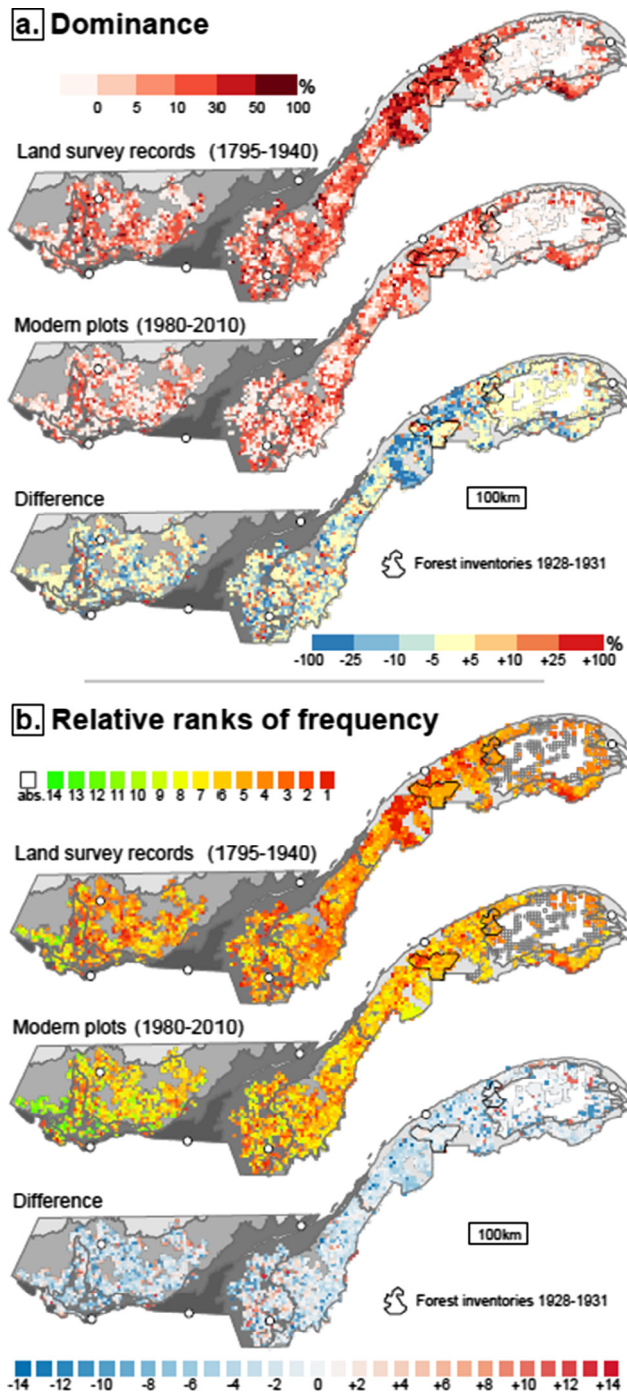 a. Dominance
%
0 5 10 30 50 100
Land survey records (1795-1940)
Modern plots (1980-2010)
Difference
100km
Forest inventories 1928-1931
%
-100 -25 -10 -5 +5 +10 +25 +100
b. Relative ranks of frequency
abs. 14 13 12 11 10 9 8 7 6 5 4 3 2 1
Land survey records (1795-1940)
Modern plots (1980-2010)
Difference
100km
Forest inventories 1928-1931
-14 -12 -10 -8 -6 -4 -2 0 +2 +4 +6 +8 +11 +14